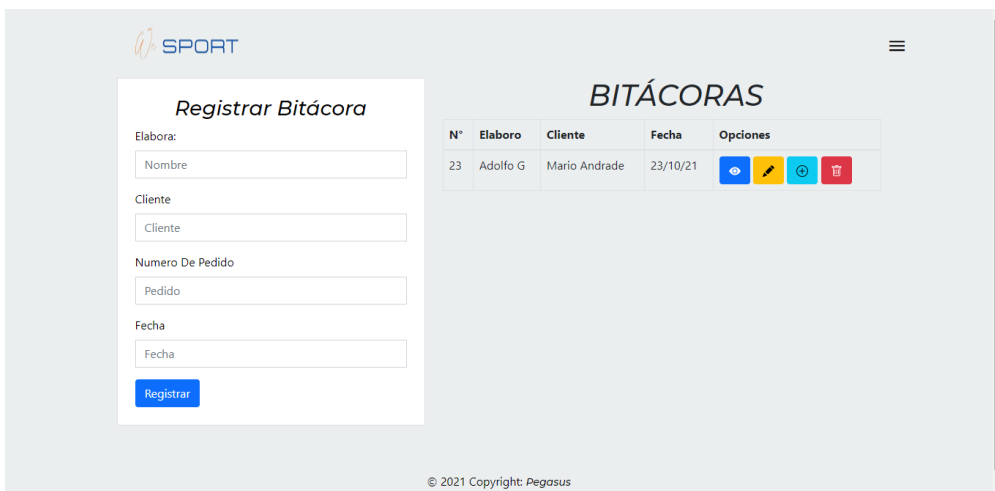 SPORT
Registrar Bitácora
Elabora:
Nombre
Cliente
Cliente
Numero De Pedido
Pedido
Fecha
Fecha
Registrar
BITÁCORAS
N° Elaboro Cliente Fecha Opciones
23 Adolfo G Mario Andrade 23/10/21
© 2021 Copyright: Pegasus